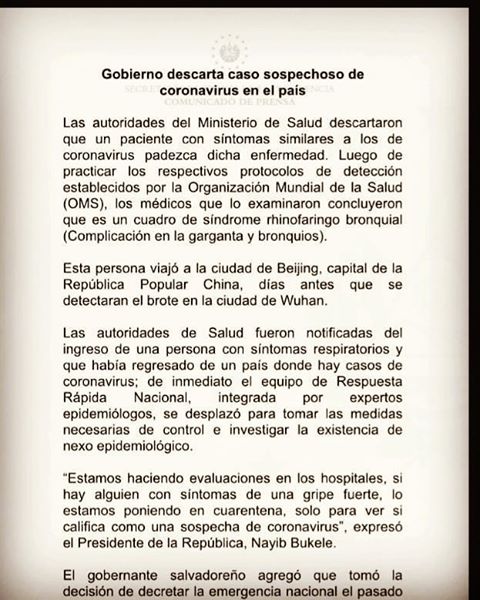 Gobierno descarta caso sospechoso de
coronavirus en el país
COMUNICADO DE PRENSA
Las autoridades del Ministerio de Salud descartaron
que un paciente con síntomas similares a los de
coronavirus padezca dicha enfermedad. Luego de
practicar los respectivos protocolos de detección
establecidos por la Organización Mundial de la Salud
(OMS), los médicos que lo examinaron concluyeron
que es un cuadro de síndrome rhinofaringo bronquial
(Complicación en la garganta y bronquios).
Esta persona viajó a la ciudad de Beijing, capital de la
República Popular China, días antes que se
detectaran el brote en la ciudad de Wuhan.
Las autoridades de Salud fueron notificadas del
ingreso de una persona con síntomas respiratorios y
que había regresado de un país donde hay casos de
coronavirus; de inmediato el equipo de Respuesta
Rápida Nacional, integrada por expertos
epidemiólogos, se desplazó para tomar las medidas
necesarias de control e investigar la existencia de
nexo epidemiológico.
“Estamos haciendo evaluaciones en los hospitales, si
hay alguien con síntomas de una gripe fuerte, lo
estamos poniendo en cuarentena, solo para ver si
califica como una sospecha de coronavirus”, expresó
el Presidente de la República, Nayib Bukele.
El gobernante salvadoreño agregó que tomó la
decisión de decretar la emergencia nacional el pasado